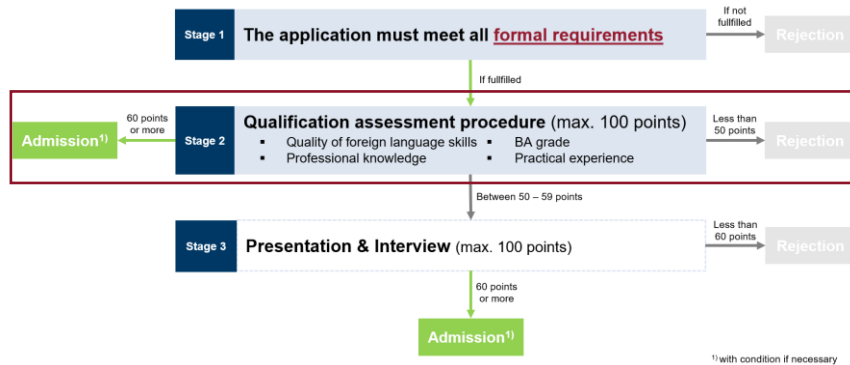 Stage 1
The application must meet all formal requirements
If not
fullfilled
Rejection
If fullfilled
60 points
or more
Admission1)
Stage 2
Qualification assessment procedure (max. 100 points)
▪ Quality of foreign language skills ▪ BA grade
▪ Professional knowledge ▪ Practical experience
Less than
50 points
Rejection
Between 50 – 59 points
Stage 3
Presentation & Interview (max. 100 points)
Less than
60 points
Rejection
60 points
or more
Admission1)
1) with condition if necessary